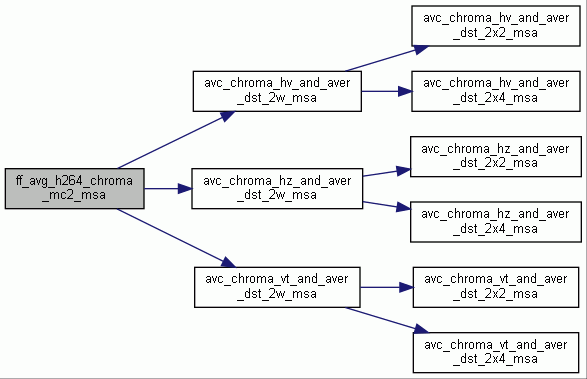 avc_chroma_hv_and_aver
_dst_2x2_msa
avc_chroma_hv_and_aver
_dst_2w_msa
avc_chroma_hv_and_aver
_dst_2x4_msa
avc_chroma_hz_and_aver
_dst_2x2_msa
ff_avg_h264_chroma
_mc2_msa
avc_chroma_hz_and_aver
_dst_2w_msa
avc_chroma_hz_and_aver
_dst_2x4_msa
avc_chroma_vt_and_aver
_dst_2w_msa
avc_chroma_vt_and_aver
_dst_2x2_msa
avc_chroma_vt_and_aver
_dst_2x4_msa